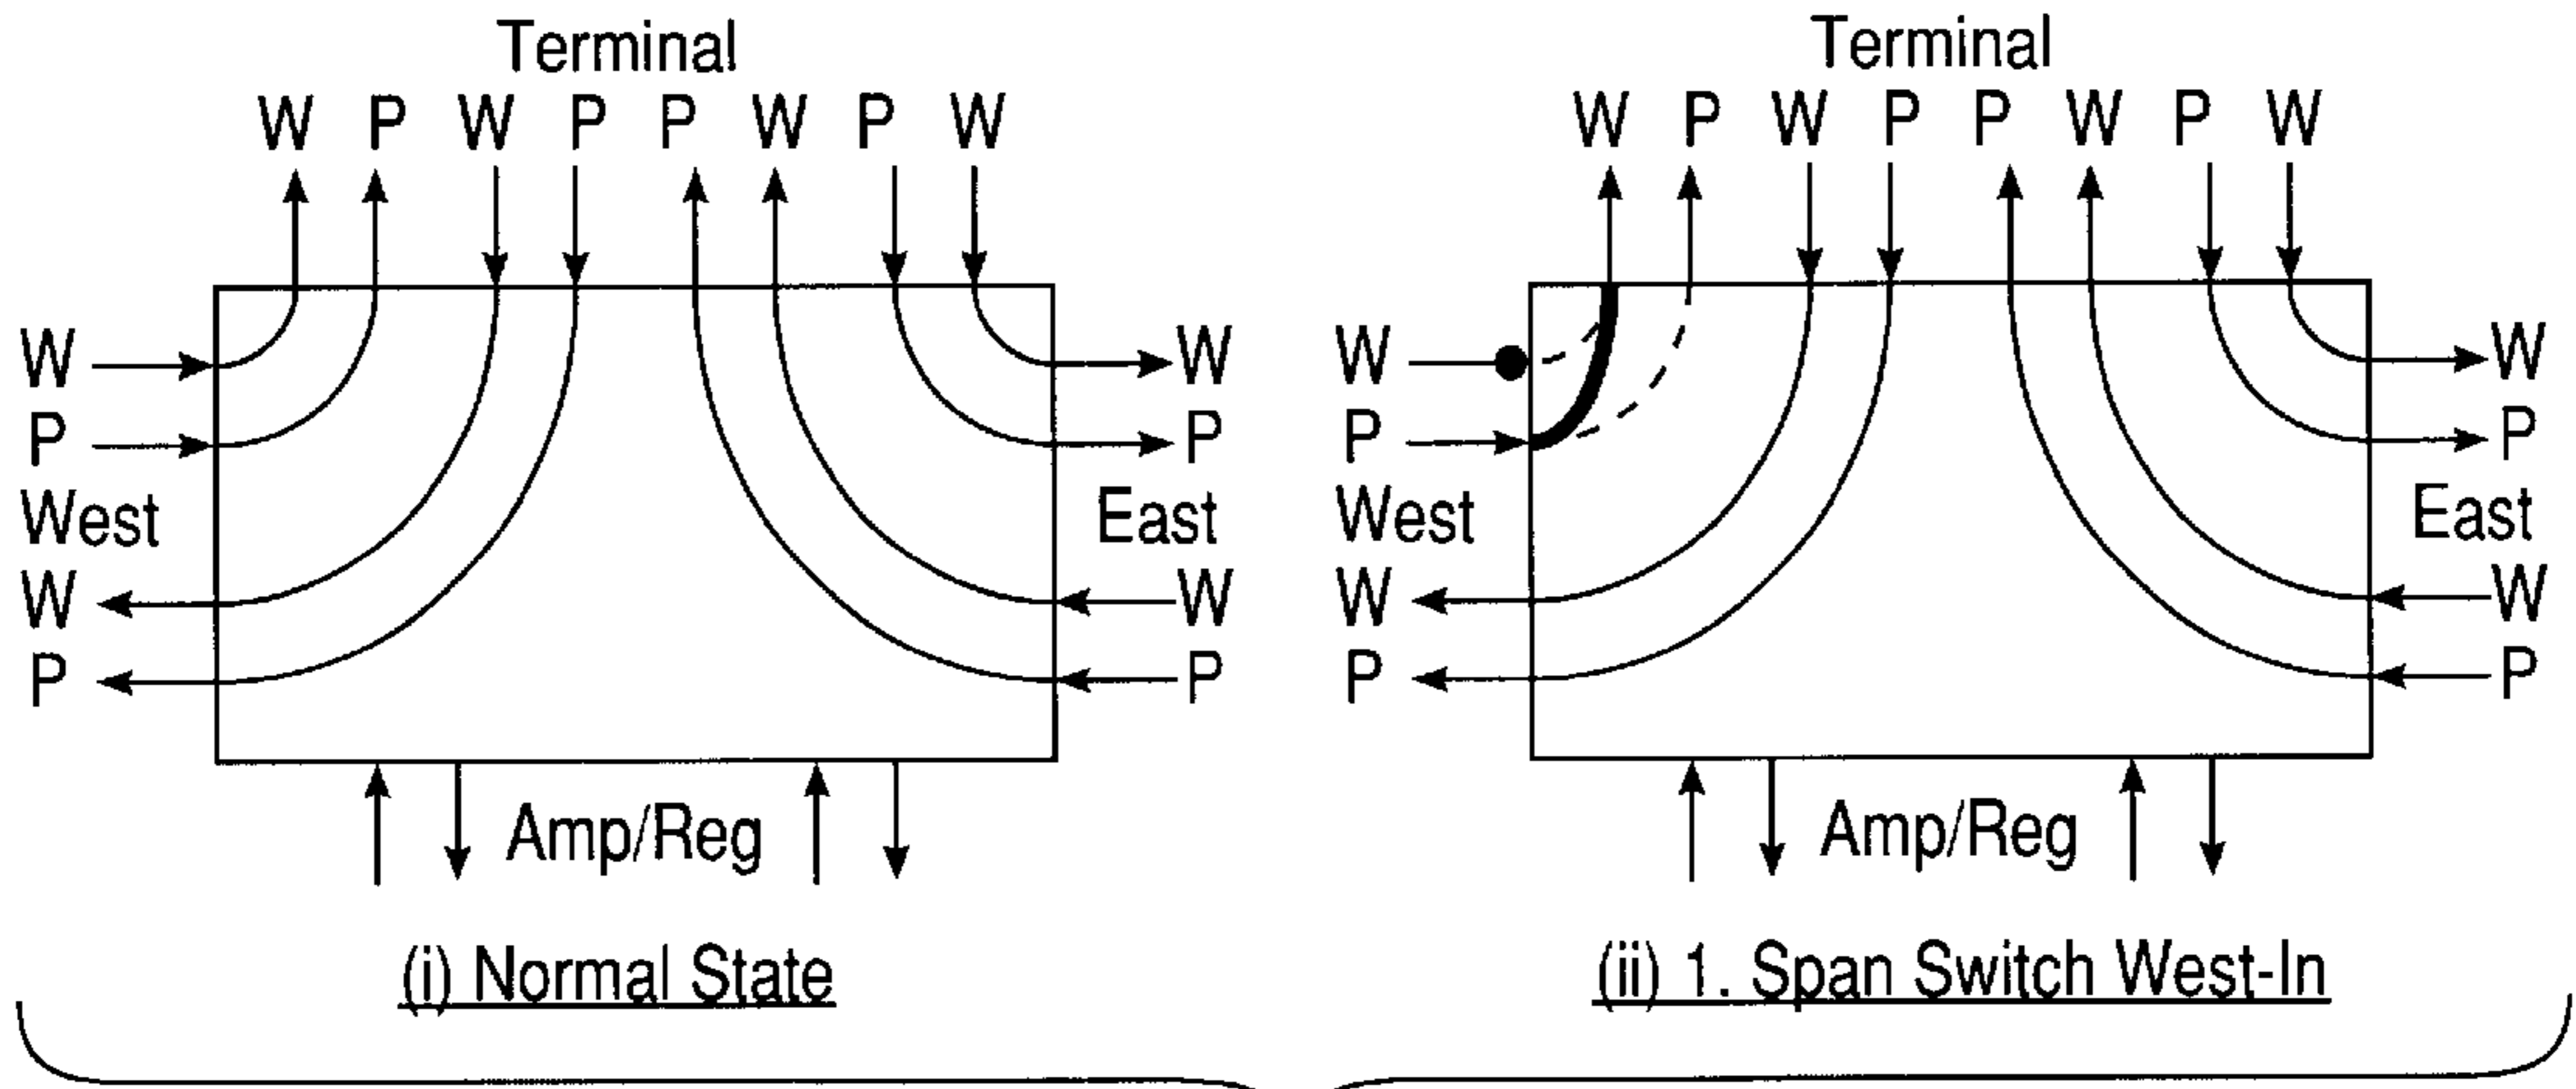 Terminal
W P W P P W P W
W
P
West
W
P
W
P
East
W
P
Amp/Reg
(i) Normal State
Terminal
W P W P P W P W
W
P
West
W
P
W
P
East
W
P
Amp/Reg
(ii) 1. Span Switch West-In